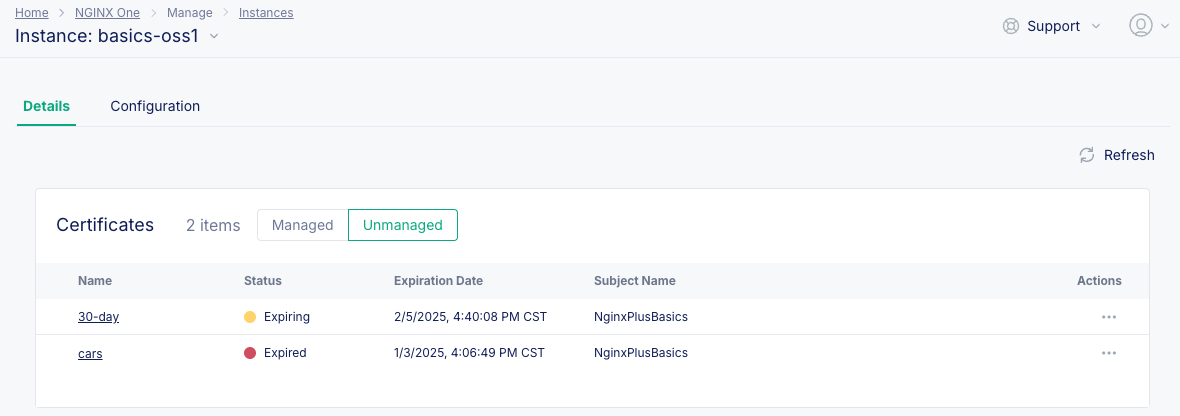 Home > NGINX One > Manage > Instances
Instance: basics-oss1
Support
Details Configuration
Refresh
Certificates 2 items Managed Unmanaged
Name Status Expiration Date Subject Name Actions
30-day Expiring 2/5/2025, 4:40:08 PM CST NginxPlusBasics ...
cars Expired 1/3/2025, 4:06:49 PM CST NginxPlusBasics ...